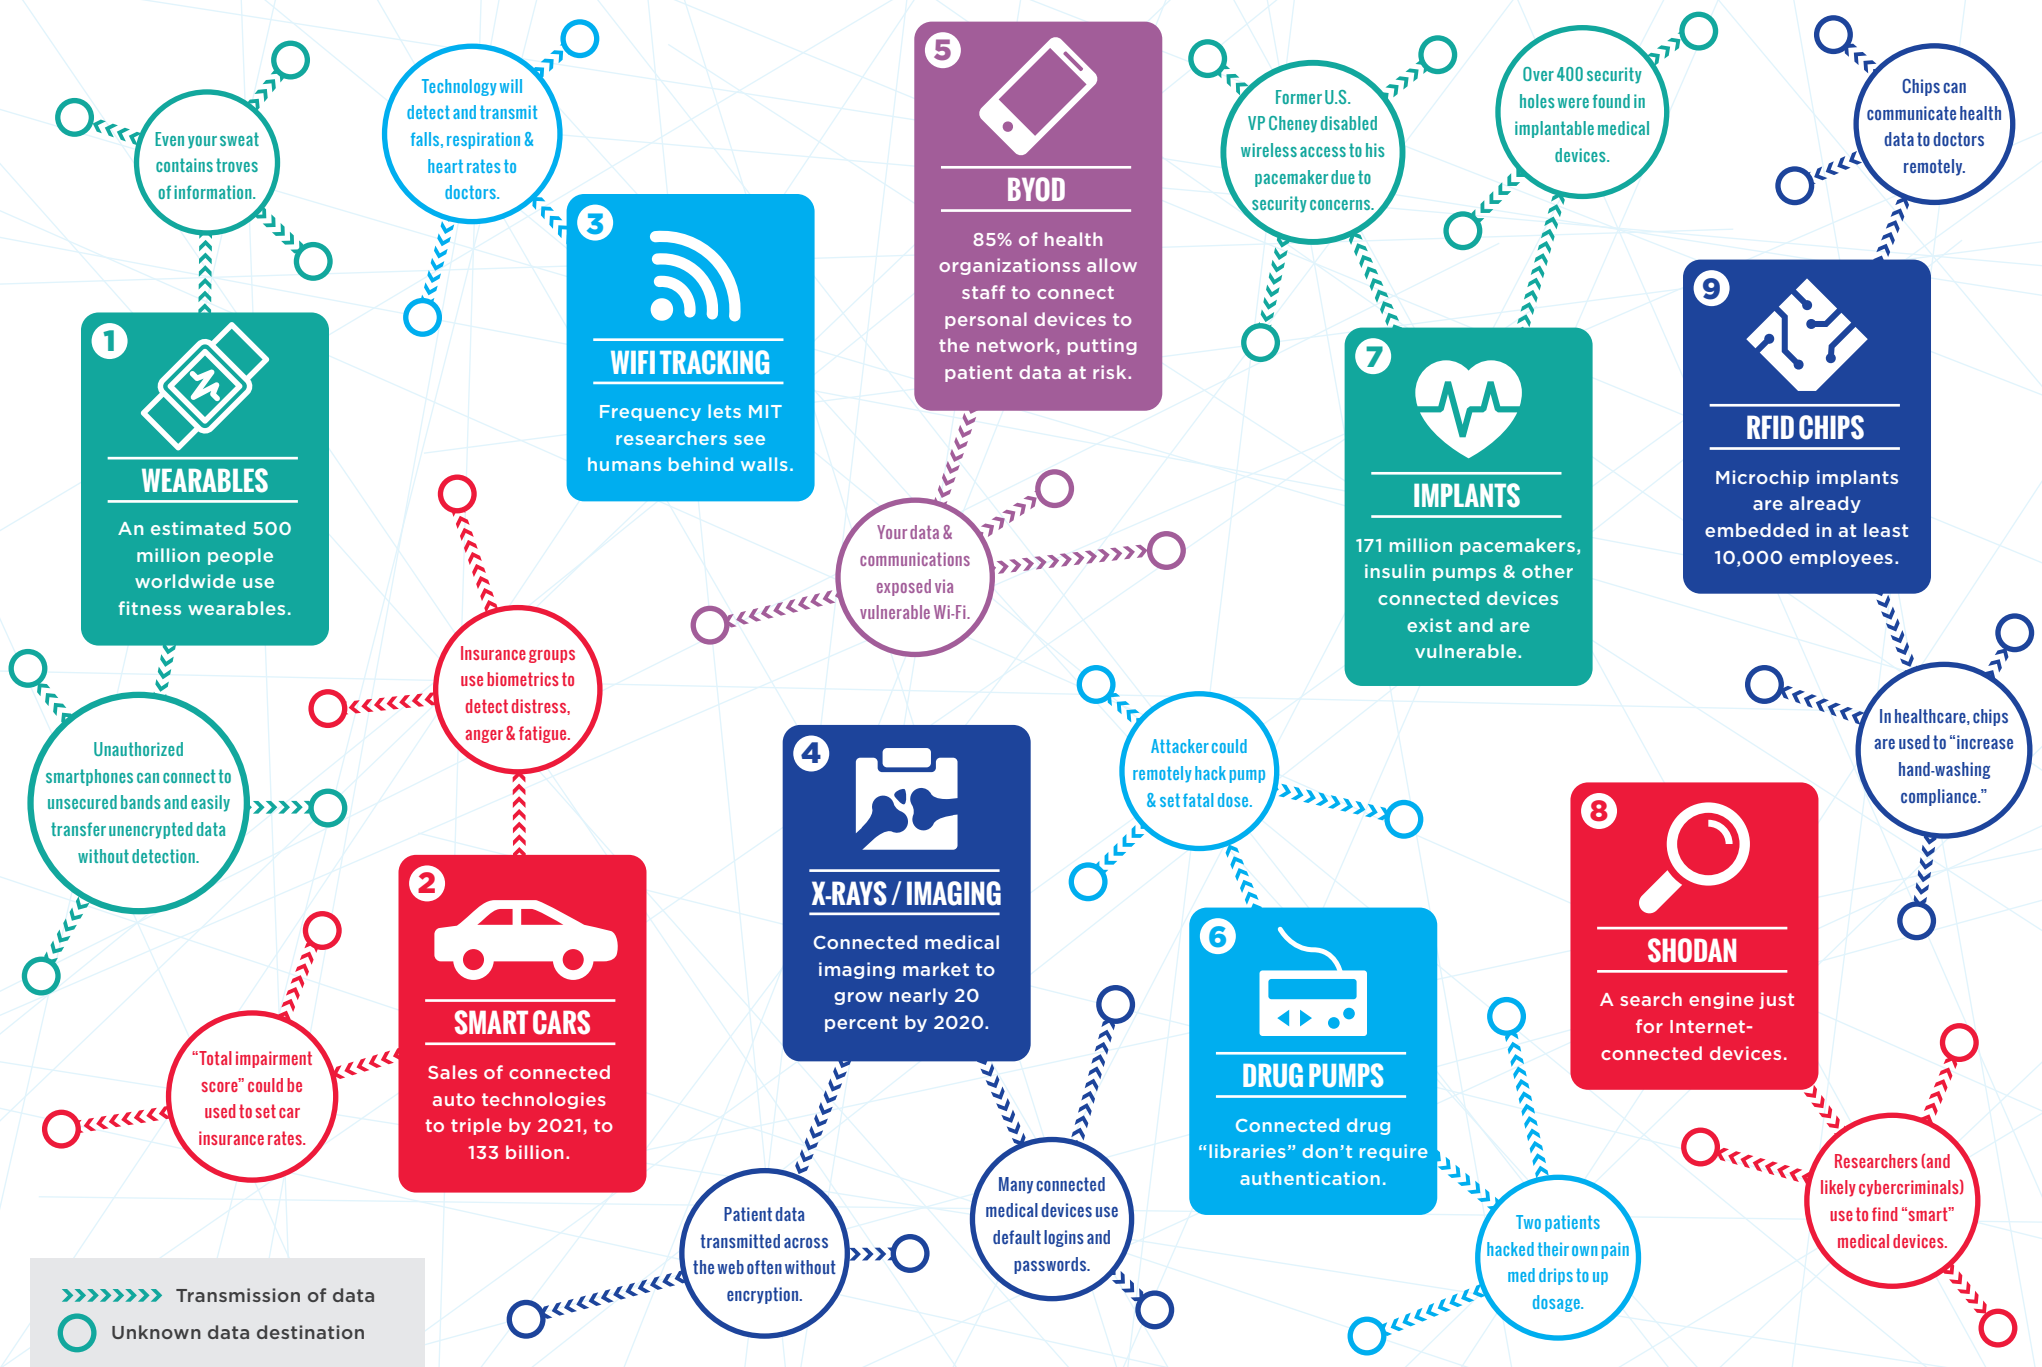 Even your sweat
contains troves
of information.
1
WEARABLES
An estimated 500
million people
worldwide use
fitness wearables.
Unauthorized
smartphones can connect to
unsecured bands and easily
transfer unencrypted data
without detection.
Insurance groups
use biometrics to
detect distress,
anger & fatigue.
2
SMART CARS
Sales of connected
auto technologies
to triple by 2021, to
133 billion.
“Total impairment
score” could be
used to set car
insurance rates.
Technology will
detect and transmit
falls, respiration &
heart rates to
doctors.
3
WIFI TRACKING
Frequency lets MIT
researchers see
humans behind walls.
4
X-RAYS / IMAGING
Connected medical
imaging market to
grow nearly 20
percent by 2020.
Patient data
transmitted across
the web often without
encryption.
Many connected
medical devices use
default logins and
passwords.
5
BYOD
85% of health
organizationss allow
staff to connect
personal devices to
the network, putting
patient data at risk.
Your data &
communications
exposed via
vulnerable Wi-Fi.
Attacker could
remotely hack pump
& set fatal dose.
6
DRUG PUMPS
Connected drug
“libraries” don’t require
authentication.
Two patients
hacked their own pain
med drips to up
dosage.
Former U.S.
VP Cheney disabled
wireless access to his
pacemaker due to
security concerns.
Over 400 security
holes were found in
implantable medical
devices.
7
IMPLANTS
171 million pacemakers,
insulin pumps & other
connected devices
exist and are
vulnerable.
8
SHODAN
A search engine just
for Internet-
connected devices.
Researchers (and
likely cybercriminals)
use to find “smart”
medical devices.
Chips can
communicate health
data to doctors
remotely.
9
RFID CHIPS
Microchip implants
are already
embedded in at least
10,000 employees.
In healthcare, chips
are used to “increase
hand-washing
compliance.”
Transmission of data
Unknown data destination